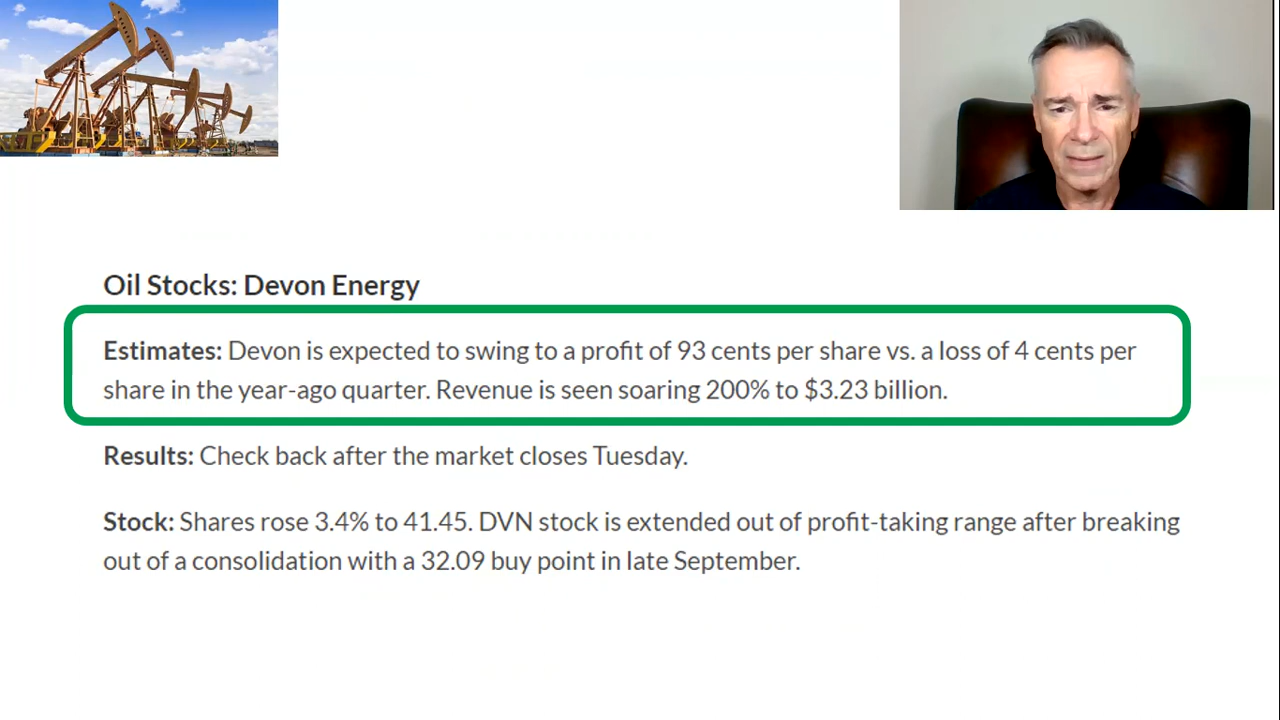 Oil Stocks: Devon Energy
Estimates: Devon is expected to swing to a profit of 93 cents per share vs. a loss of 4 cents per
share in the year-ago quarter. Revenue is seen soaring 200% to $3.23 billion.
Results: Check back after the market closes Tuesday.
Stock: Shares rose 3.4% to 41.45. DVN stock is extended out of profit-taking range after breaking
out of a consolidation with a 32.09 buy point in late September.